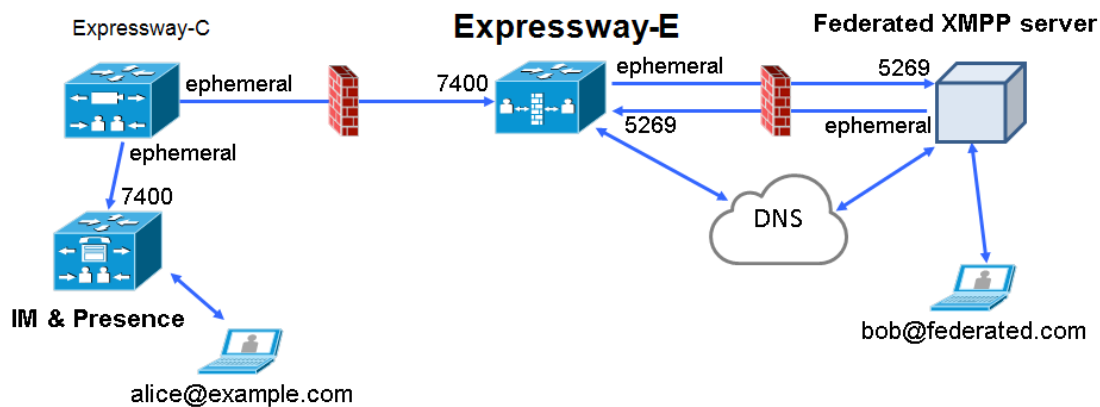 Expressway-C
Expressway-E
Federated XMPP server
ephemeral
7400
ephemeral
5269
5269
ephemeral
ephemeral
7400
DNS
IM & Presence
bob@federated.com
alice@example.com